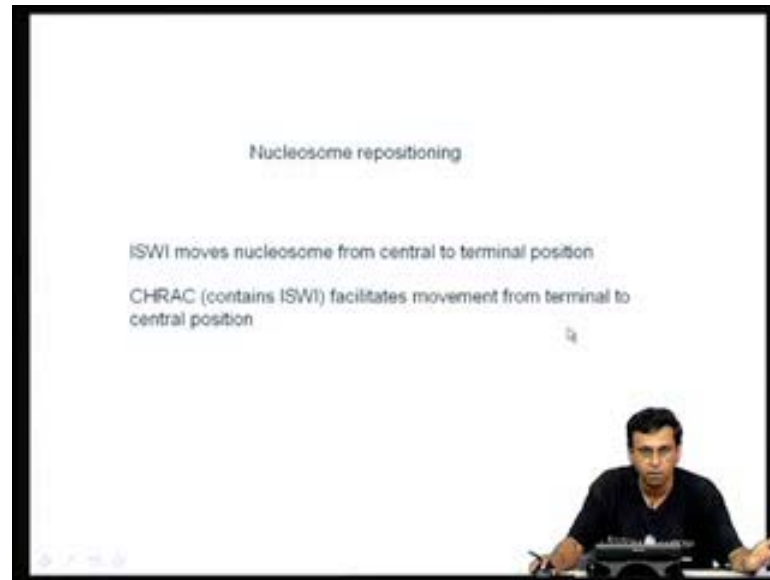 Nucleosome repositioning
ISWI moves nucleosome from central to terminal position
CHRAC (contains ISWI) facilitates movement from terminal to
central position